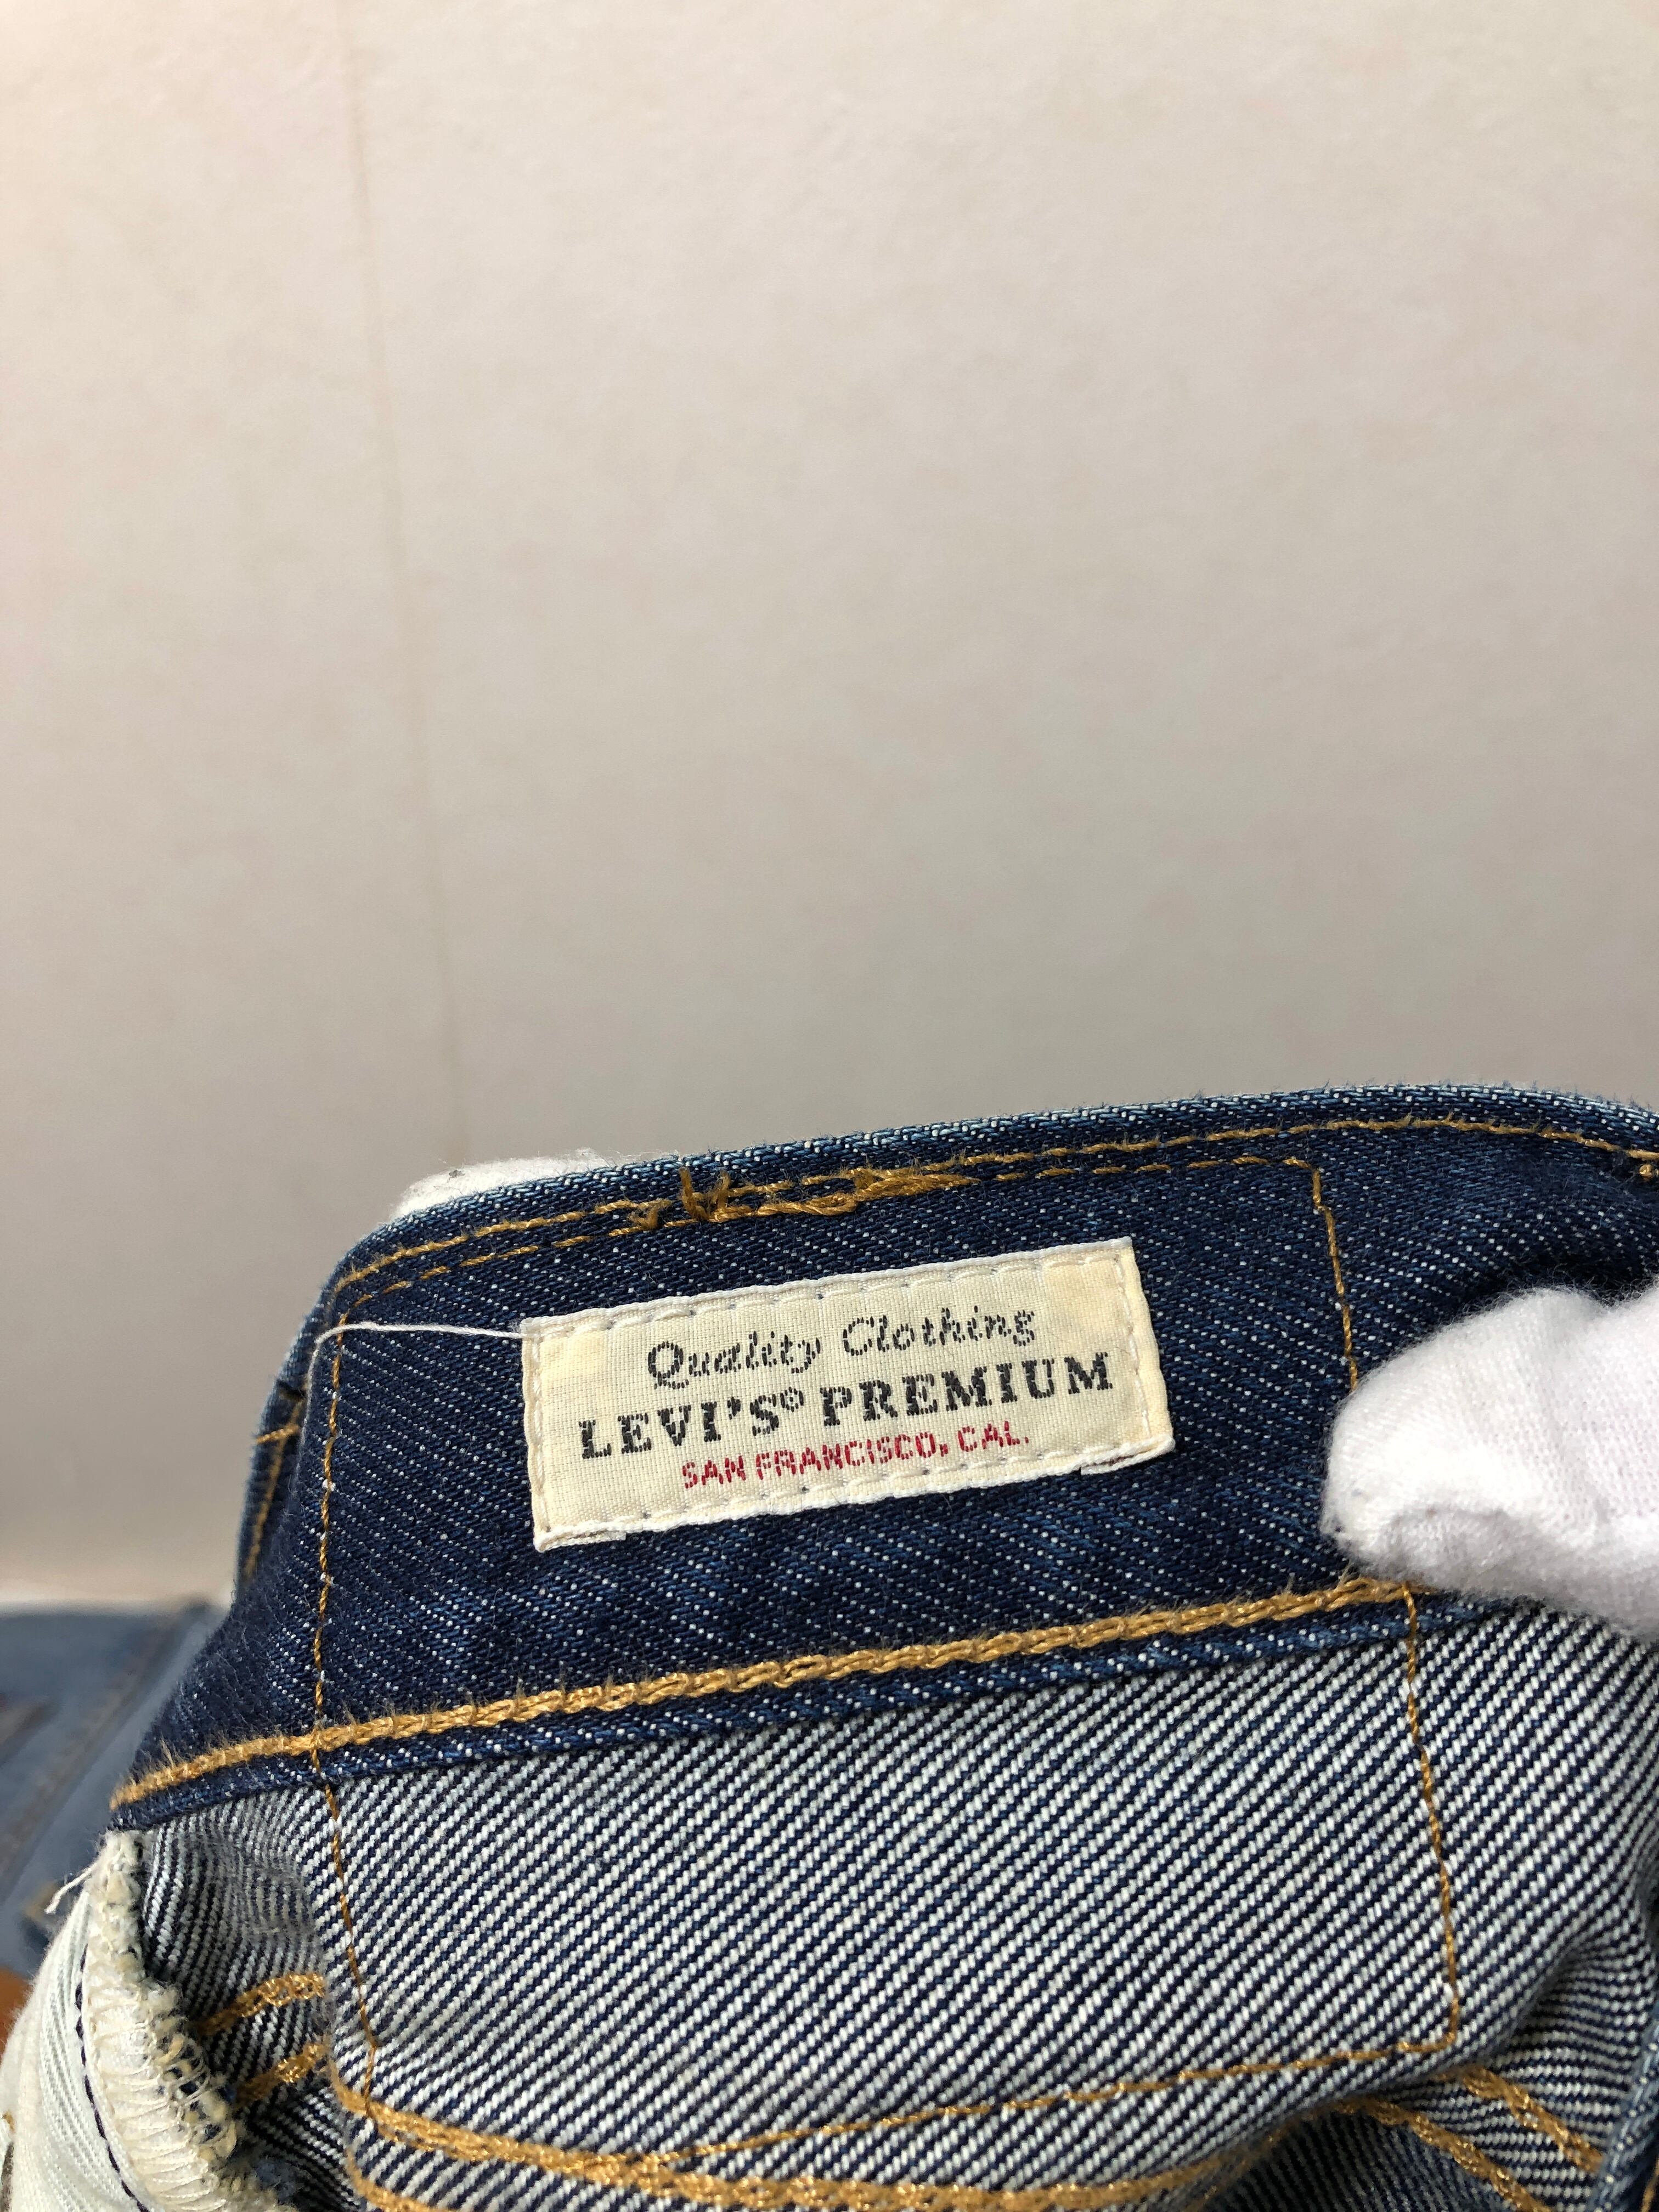 Quality Clothing
LEVI'S® PREMIUM
SAN FRANCISCO, CAL.